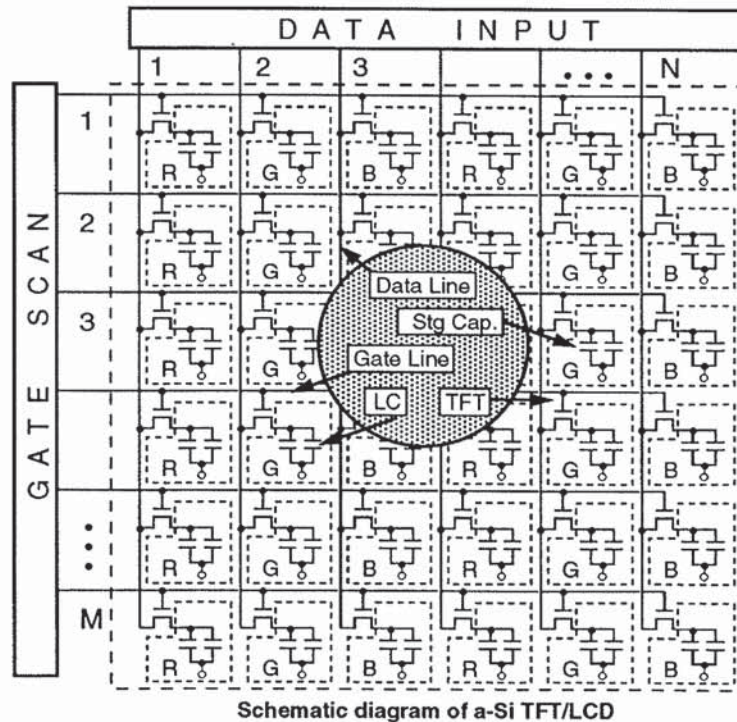 DATA INPUT
1 2 3 ... N
GATE SCAN
1
R G B R G B
2
R G
Data Line
3
Stg Cap.
R G G B
Gate Line
LC TFT
R G B R G B
...
R G B R G B
M
R G B R G B
Schematic diagram of a-Si TFT/LCD